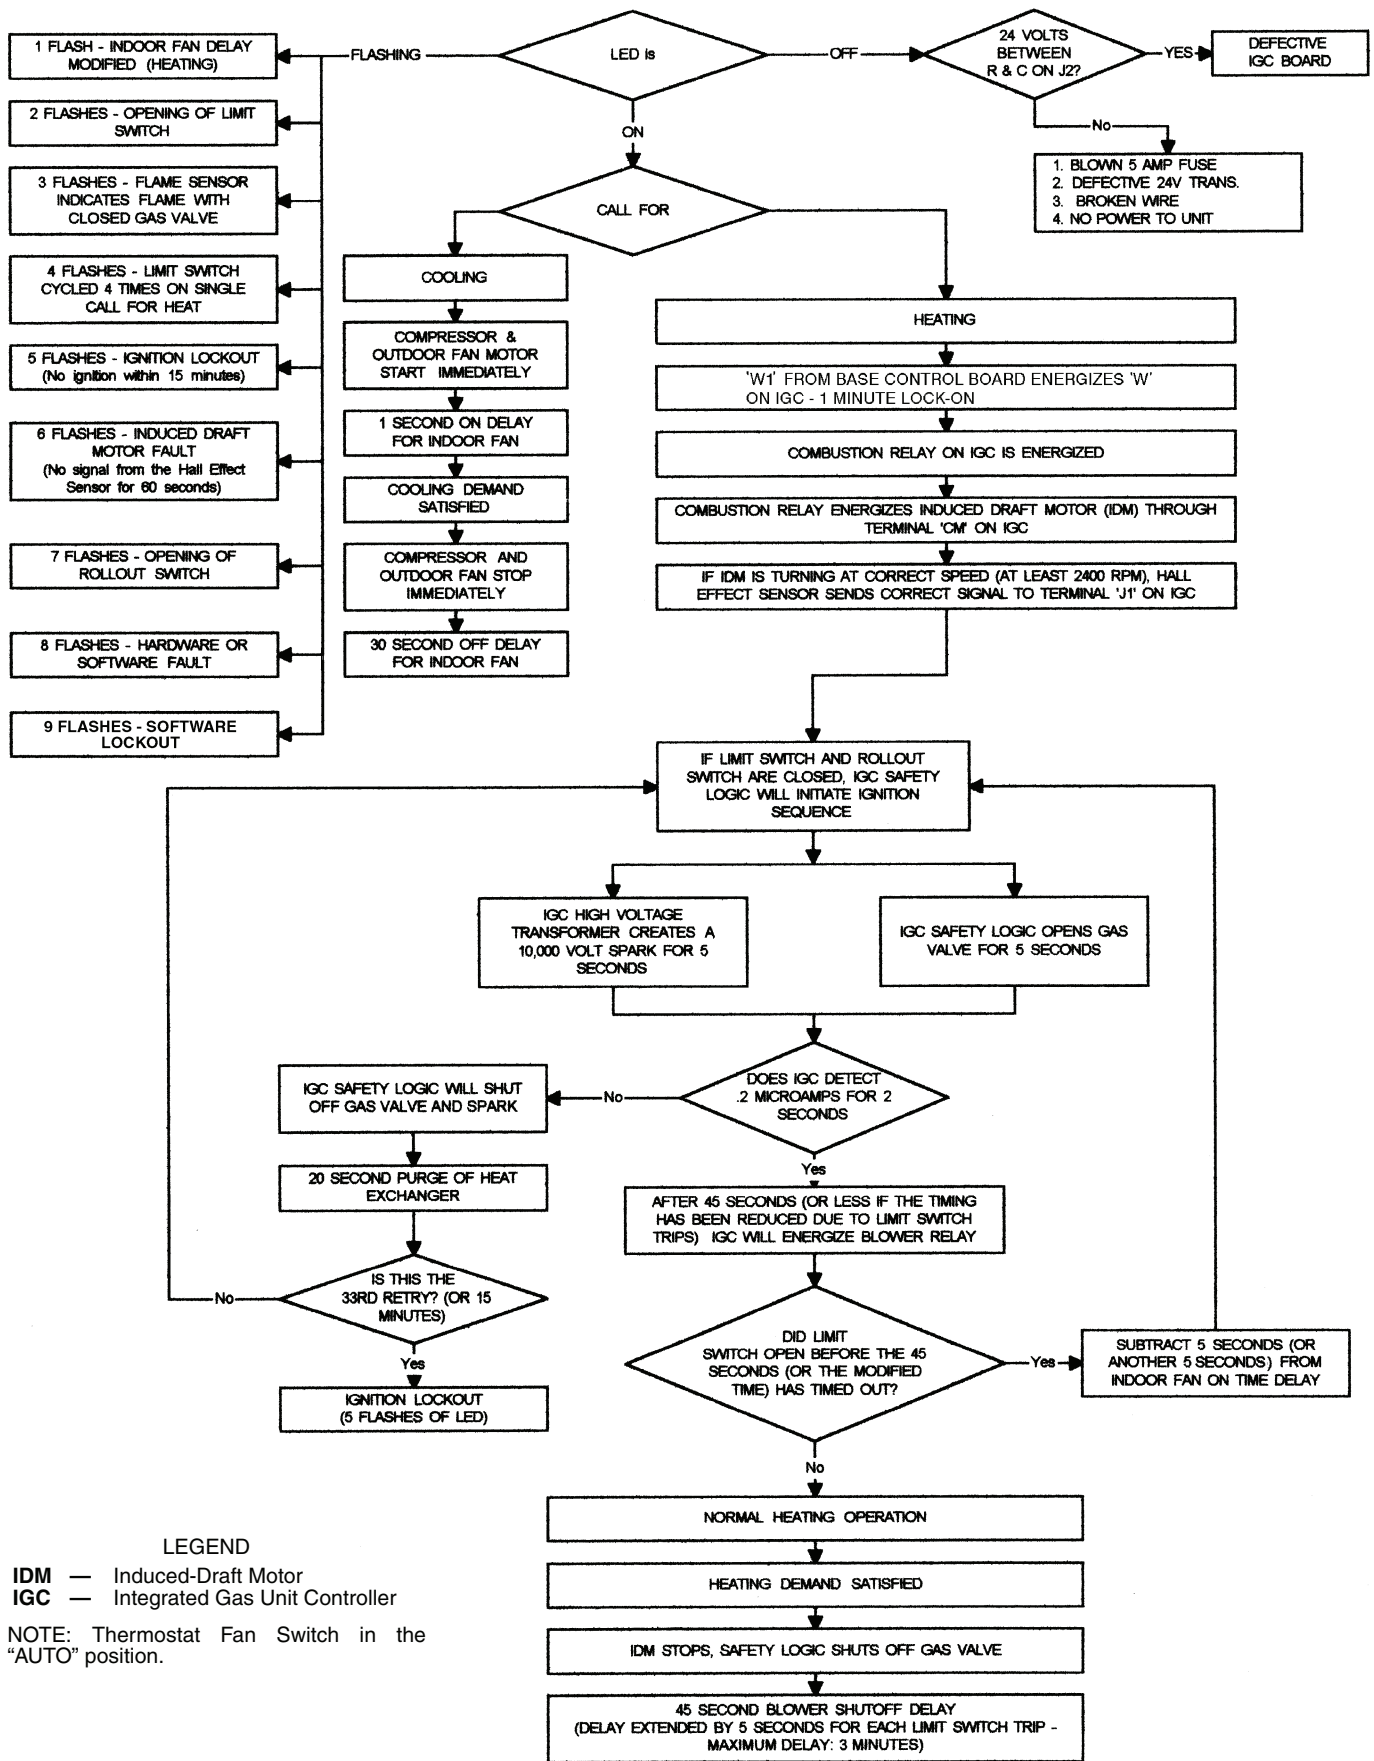 1 FLASH - INDOOR FAN DELAY
MODIFIED (HEATING)
FLASHING
LED is
OFF
24 VOLTS
BETWEEN
R & C ON J2?
YES
DEFECTIVE
IGC BOARD
2 FLASHES - OPENING OF LIMIT
SWITCH
ON
No
1. BLOWN 5 AMP FUSE
2. DEFECTIVE 24V TRANS.
3. BROKEN WIRE
4. NO POWER TO UNIT
3 FLASHES - FLAME SENSOR
INDICATES FLAME WITH
CLOSED GAS VALVE
CALL FOR
4 FLASHES - LIMIT SWITCH
CYCLED 4 TIMES ON SINGLE
CALL FOR HEAT
5 FLASHES - IGNITION LOCKOUT
(No ignition within 15 minutes)
6 FLASHES - INDUCED DRAFT
MOTOR FAULT
(No signal from the Hall Effect
Sensor for 60 seconds)
7 FLASHES - OPENING OF
ROLLOUT SWITCH
8 FLASHES - HARDWARE OR
SOFTWARE FAULT
9 FLASHES - SOFTWARE
LOCKOUT
COOLING
COMPRESSOR &
OUTDOOR FAN MOTOR
START IMMEDIATELY
1 SECOND ON DELAY
FOR INDOOR FAN
COOLING DEMAND
SATISFIED
COMPRESSOR AND
OUTDOOR FAN STOP
IMMEDIATELY
30 SECOND OFF DELAY
FOR INDOOR FAN
HEATING
'W1' FROM BASE CONTROL BOARD ENERGIZES 'W'
ON IGC - 1 MINUTE LOCK-ON
COMBUSTION RELAY ON IGC IS ENERGIZED
COMBUSTION RELAY ENERGIZES INDUCED DRAFT MOTOR (IDM) THROUGH
TERMINAL 'CM' ON IGC
IF IDM IS TURNING AT CORRECT SPEED (AT LEAST 2400 RPM), HALL
EFFECT SENSOR SENDS CORRECT SIGNAL TO TERMINAL 'J1' ON IGC
IF LIMIT SWITCH AND ROLLOUT
SWITCH ARE CLOSED, IGC SAFETY
LOGIC WILL INITIATE IGNITION
SEQUENCE
IGC HIGH VOLTAGE
TRANSFORMER CREATES A
10,000 VOLT SPARK FOR 5
SECONDS
IGC SAFETY LOGIC OPENS GAS
VALVE FOR 5 SECONDS
DOES IGC DETECT
.2 MICROAMPS FOR 2
SECONDS
No
IGC SAFETY LOGIC WILL SHUT
OFF GAS VALVE AND SPARK
20 SECOND PURGE OF HEAT
EXCHANGER
IS THIS THE
33RD RETRY? (OR 15
MINUTES)
No
Yes
IGNITION LOCKOUT
(5 FLASHES OF LED)
Yes
AFTER 45 SECONDS (OR LESS IF THE TIMING
HAS BEEN REDUCED DUE TO LIMIT SWITCH
TRIPS) IGC WILL ENERGIZE BLOWER RELAY
DID LIMIT
SWITCH OPEN BEFORE THE 45
SECONDS (OR THE MODIFIED
TIME) HAS TIMED OUT?
Yes
SUBTRACT 5 SECONDS (OR
ANOTHER 5 SECONDS) FROM
INDOOR FAN ON TIME DELAY
No
NORMAL HEATING OPERATION
HEATING DEMAND SATISFIED
IDM STOPS, SAFETY LOGIC SHUTS OFF GAS VALVE
45 SECOND BLOWER SHUTOFF DELAY
(DELAY EXTENDED BY 5 SECONDS FOR EACH LIMIT SWITCH TRIP -
MAXIMUM DELAY: 3 MINUTES)
LEGEND
IDM — Induced-Draft Motor
IGC — Integrated Gas Unit Controller
NOTE: Thermostat Fan Switch in the
“AUTO” position.